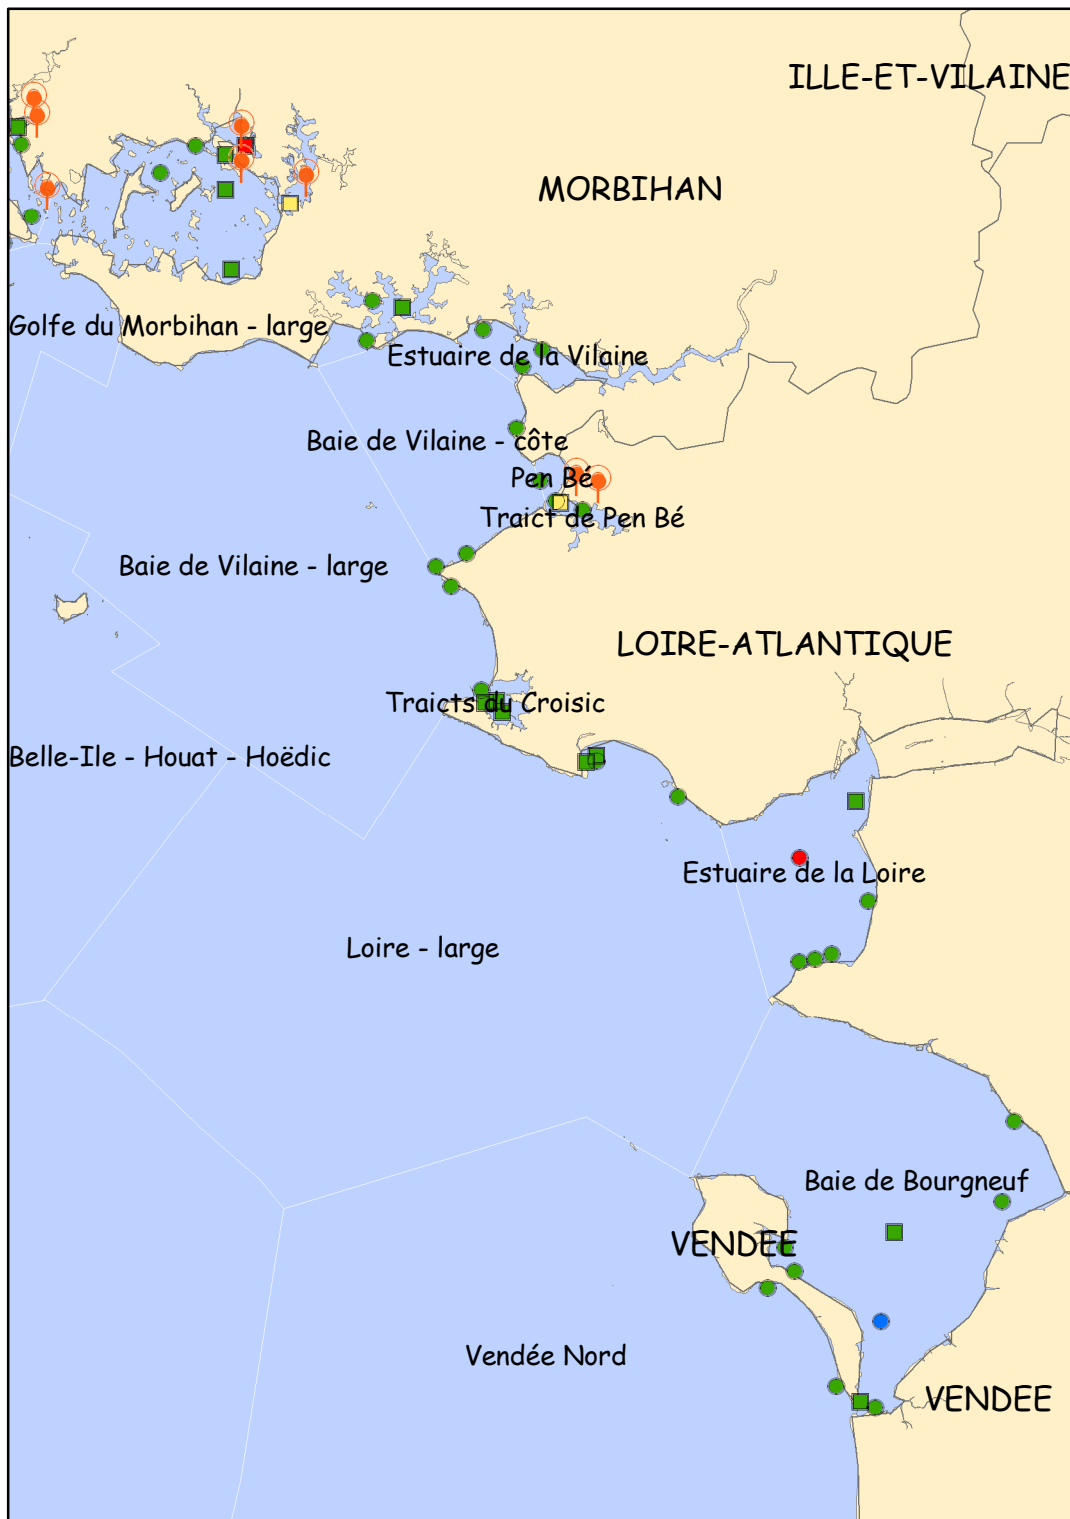 ILLE-ET-VILAINE
MORBIHAN
Golfe du Morbihan - large
Estuaire de la Vilaine
Baie de Vilaine - côte
Pen Bé
Traict de Pen Bé
Baie de Vilaine - large
LOIRE-ATLANTIQUE
Traicts du Croisic
Belle-Ile - Houat - Hoëdic
Estuaire de la Loire
Loire - large
Baie de Bourgneuf
VENDEE
Vendée Nord
VENDEE